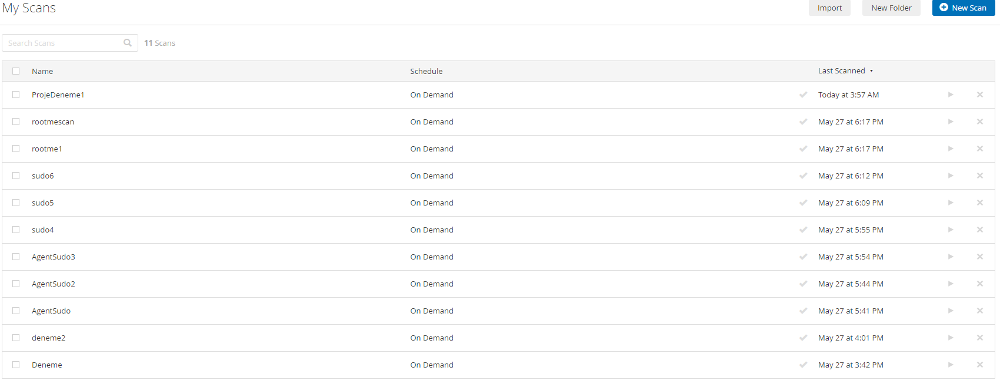 My Scans Import New Folder New Scan
Search Scans 11 Scans
Name Schedule Last Scanned
ProjeDeneme1 On Demand Today at 3:57 AM
rootmescan On Demand May 27 at 6:17 PM
rootme1 On Demand May 27 at 6:17 PM
sudo6 On Demand May 27 at 6:12 PM
sudo5 On Demand May 27 at 6:09 PM
sudo4 On Demand May 27 at 5:55 PM
AgentSudo3 On Demand May 27 at 5:54 PM
AgentSudo2 On Demand May 27 at 5:44 PM
AgentSudo On Demand May 27 at 5:41 PM
deneme2 On Demand May 27 at 4:01 PM
Deneme On Demand May 27 at 3:42 PM